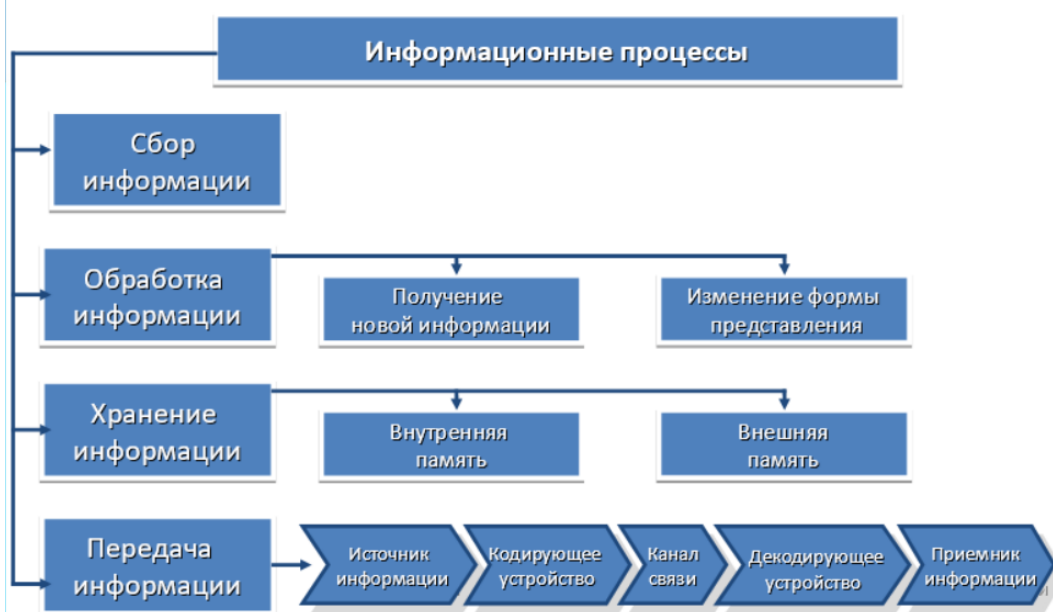 Информационные процессы
Сбор
информации
Обработка
информации
Получение
новой информации
Изменение формы
представления
Хранение
информации
Внутренняя
память
Внешняя
память
Передача
информации
Источник
информации
Кодирующее
устройство
Канал
связи
Декодирующее
устройство
Приемник
информации